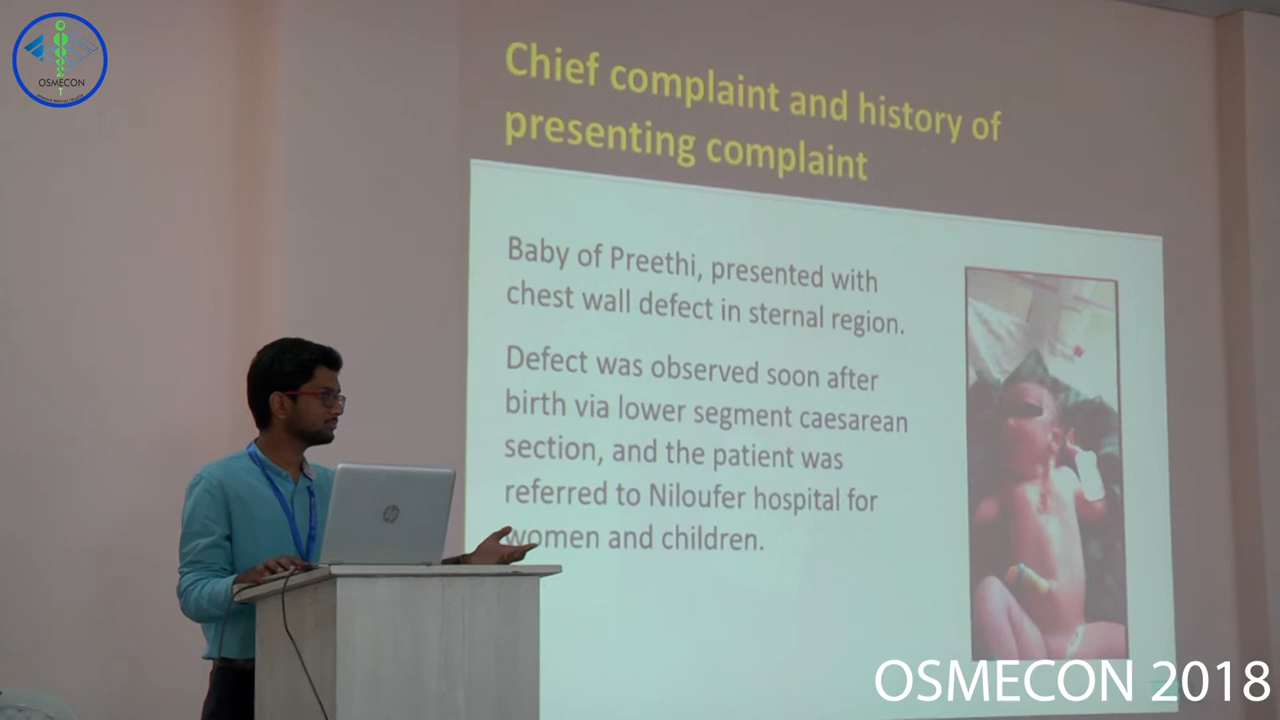 OSMECON
Chief complaint and history of
presenting complaint
Baby of Preethi, presented with
chest wall defect in sternal region.
Defect was observed soon after
birth via lower segment caesarean
section, and the patient was
referred to Niloufer hospital for
women and children.
hp
OSMECON 2018